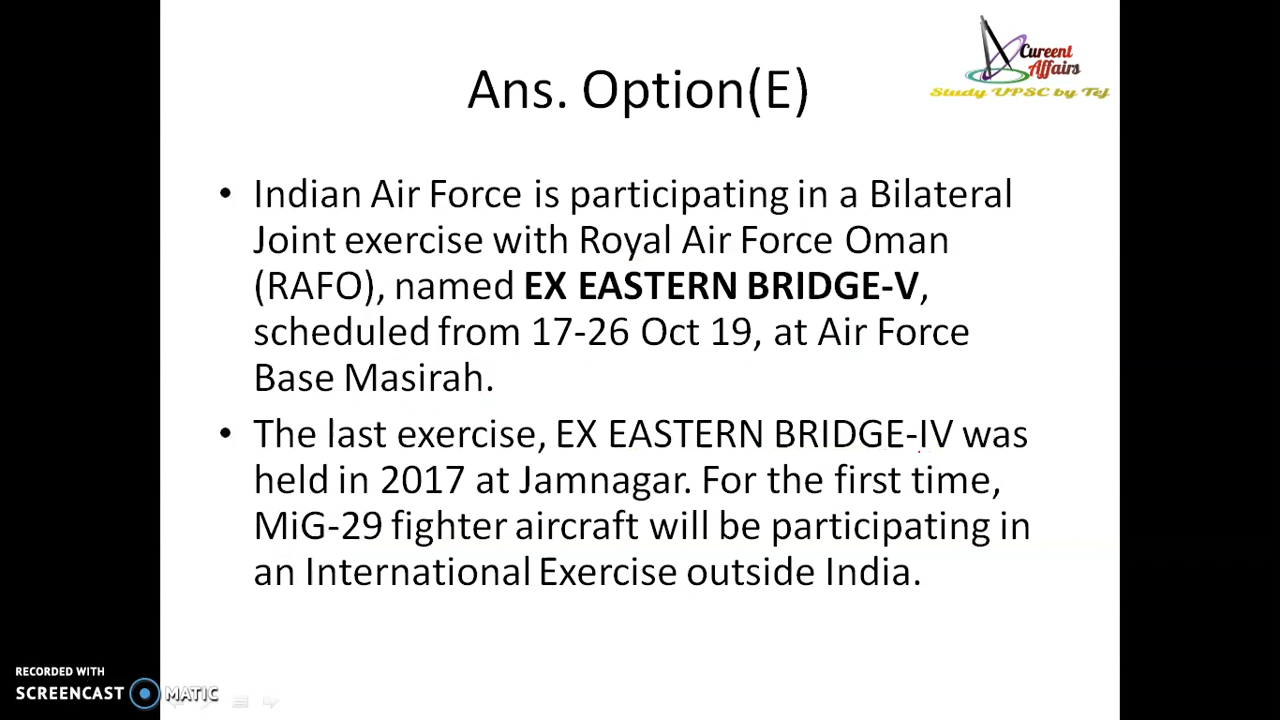 Cureent
Affairs
Study UPSC by Tej
Ans. Option(E)
• Indian Air Force is participating in a Bilateral
Joint exercise with Royal Air Force Oman
(RAFO), named EX EASTERN BRIDGE-V,
scheduled from 17-26 Oct 19, at Air Force
Base Masirah.
• The last exercise, EX EASTERN BRIDGE-IV was
held in 2017 at Jamnagar. For the first time,
MiG-29 fighter aircraft will be participating in
an International Exercise outside India.
RECORDED WITH
SCREENCAST MATIC